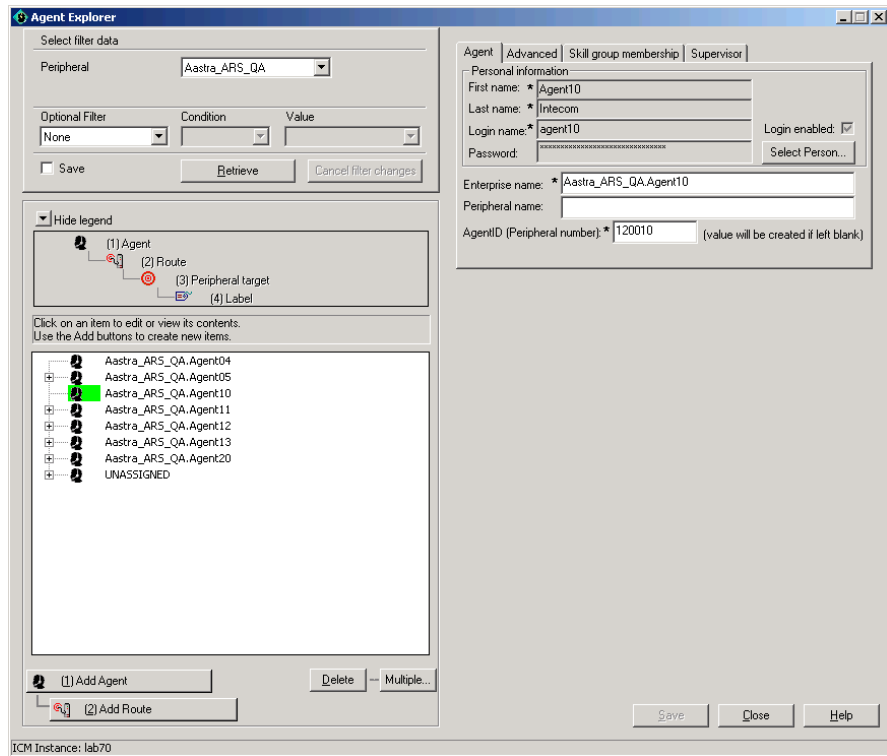 Agent Explorer
Select filter data
Peripheral
Aastra_ARS_QA
Optional Filter
Condition
Value
None
Save
Retrieve
Cancel filter changes
Hide legend
(1) Agent
(2) Route
(3) Peripheral target
(4) Label
Click on an item to edit or view its contents.
Use the Add buttons to create new items.
Aastra_ARS_QA.Agent04
Aastra_ARS_QA.Agent05
Aastra_ARS_QA.Agent10
Aastra_ARS_QA.Agent11
Aastra_ARS_QA.Agent12
Aastra_ARS_QA.Agent13
Aastra_ARS_QA.Agent20
UNASSIGNED
(1) Add Agent
Delete
Multiple...
(2) Add Route
Agent
Advanced
Skill group membership
Supervisor
Personal information
First name: * Agent10
Last name: * Intecom
Login name:* agent10
Login enabled:
Password: ******************************
Select Person...
Enterprise name: * Aastra_ARS_QA.Agent10
Peripheral name:
AgentID (Peripheral number): * 120010 (value will be created if left blank)
Save
Close
Help
ICM Instance: lab70